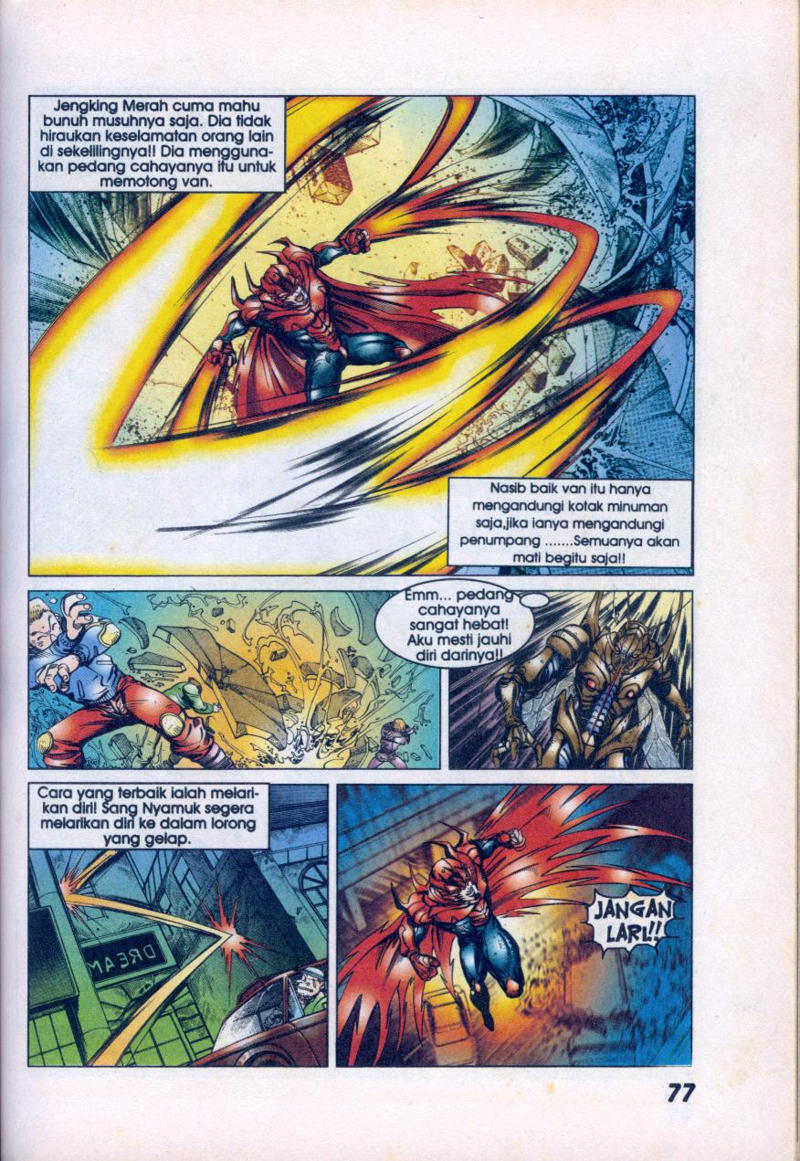 Jengking Merah cuma mahu
bunuh musuhnya saja. Dia tidak
hiraukan keselamatan orang lain
di sekelilingnya!! Dia mengguna-
kan pedang cahayanya itu untuk
memotong van.
Nasib baik van itu hanya
mengandungi kotak minuman
saja,jika ianya mengandungi
penumpang .......Semuanya akan
mati begitu saja!!
Emm... pedang
cahayanya
sangat hebat!
Aku mesti jauhi
diri darinya!!
Cara yang terbaik ialah melari-
kan diri! Sang Nyamuk segera
melarikan diri ke dalam lorong
yang gelap.
DREAM
JANGAN
LARI..!!
77